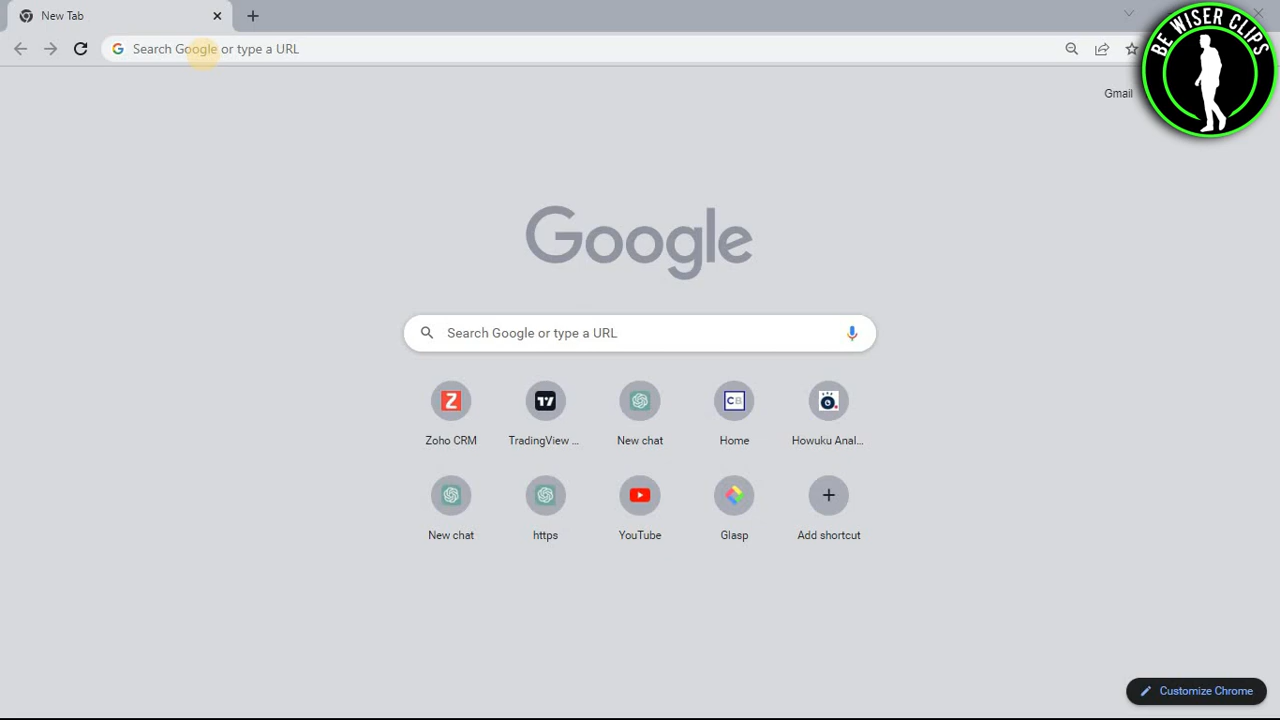 New Tab
Search Google or type a URL
BE WISER CLIPS
Gmail
Google
Search Google or type a URL
Zoho CRM
TradingView ...
New chat
Home
Howuku Anal...
New chat
https
YouTube
Glasp
Add shortcut
Customize Chrome